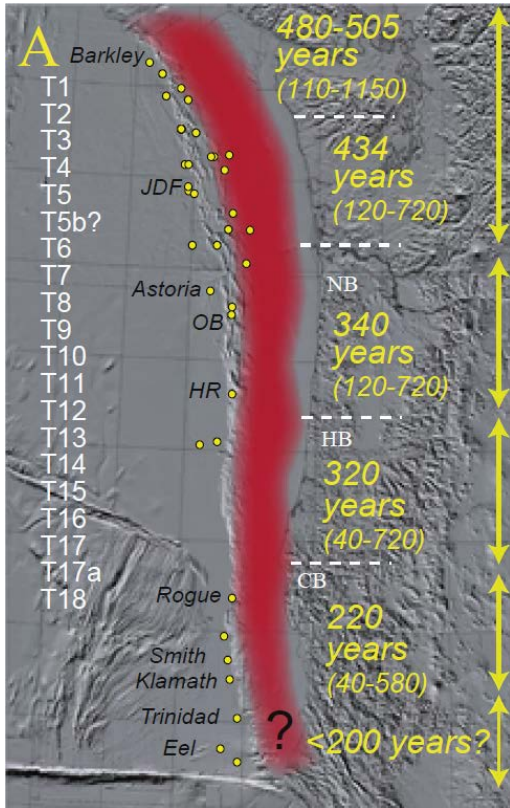 A
T1
T2
T3
T4
T5
T5b?
T6
T7
T8
T9
T10
T11
T12
T13
T14
T15
T16
T17
T17a
T18
Barkley
JDF
Astoria
OB
HR
Rogue
Smith
Klamath
Trinidad
Eel
480-505
years
(110-1150)
434
years
(120-720)
NB
340
years
(120-720)
HB
320
years
(40-720)
CB
220
years
(40-580)
? <200 years?